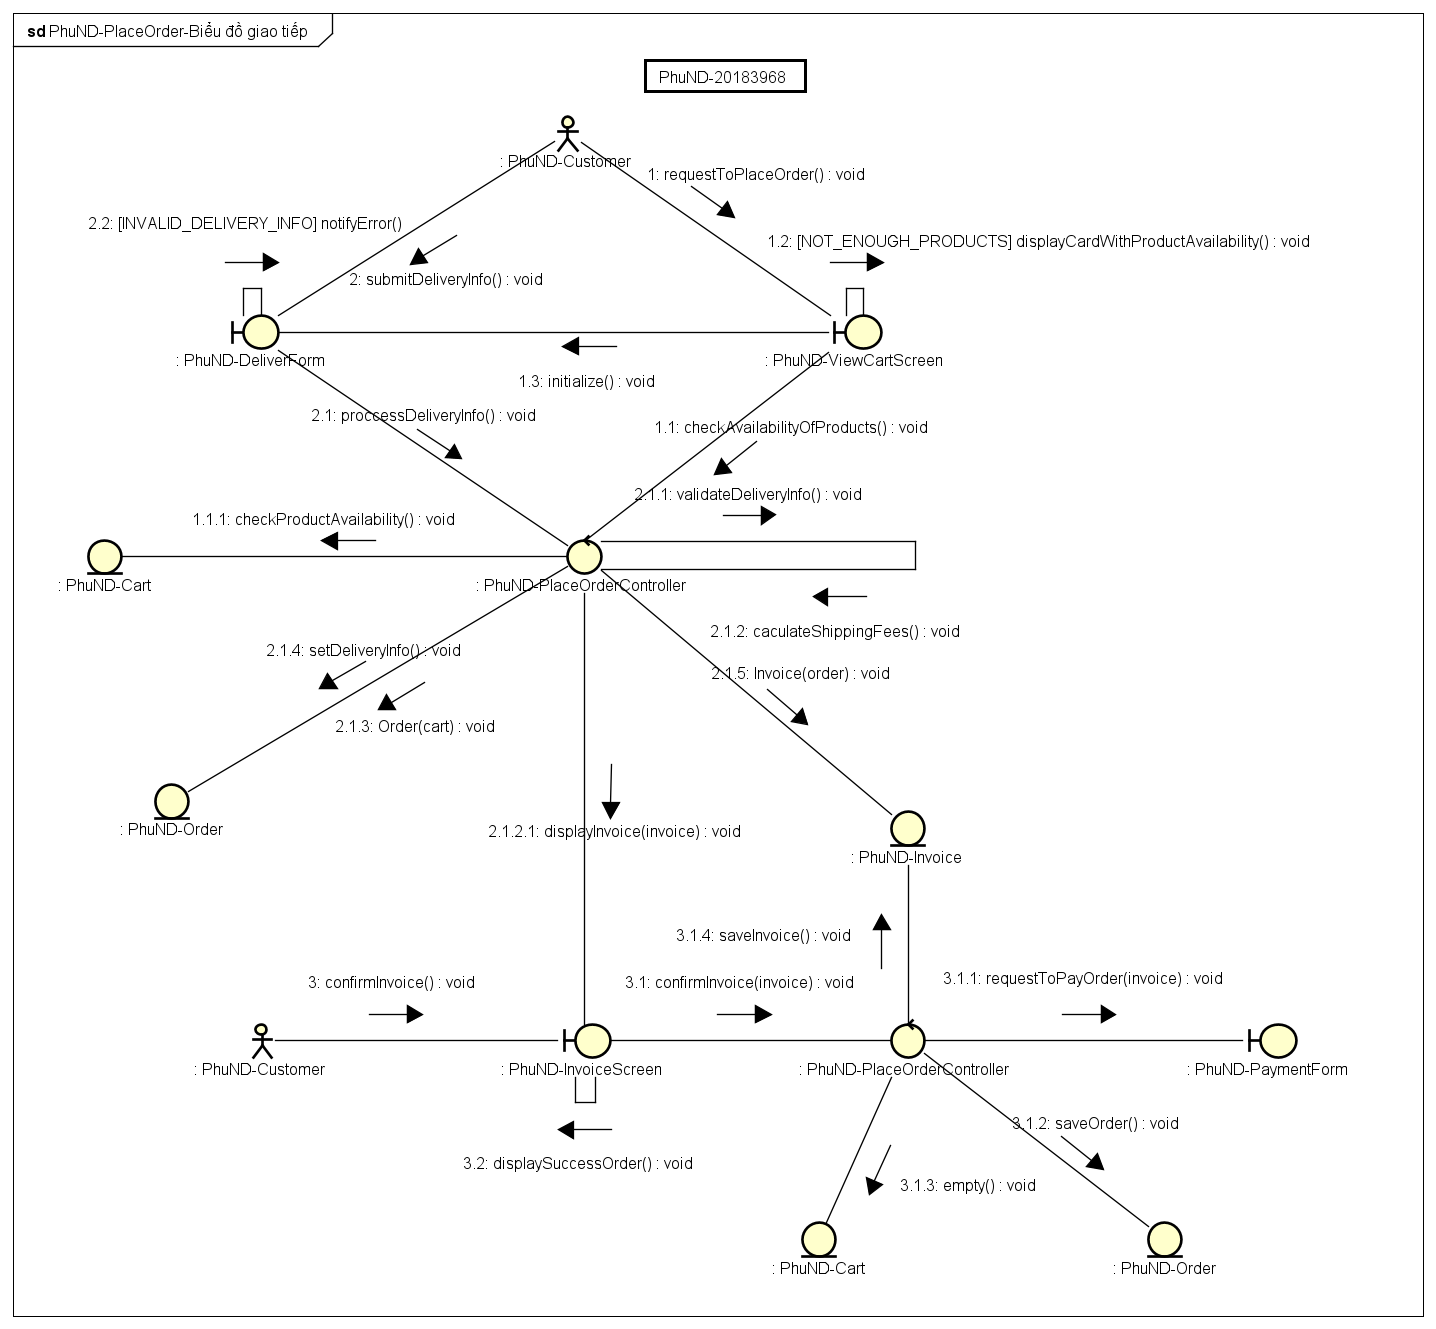 sd PhuND-PlaceOrder-Biểu đồ giao tiếp
PhuND-20183968
: PhuND-Customer
1: requestToPlaceOrder() : void
2.2: [INVALID_DELIVERY_INFO] notifyError()
1.2: [NOT_ENOUGH_PRODUCTS] displayCardWithProductAvailability() : void
2: submitDeliveryInfo() : void
: PhuND-DeliverForm
: PhuND-ViewCartScreen
1.3: initialize() : void
2.1: proccessDeliveryInfo() : void
1.1: checkAvailabilityOfProducts() : void
2.1.1: validateDeliveryInfo() : void
1.1.1: checkProductAvailability() : void
: PhuND-Cart
: PhuND-PlaceOrderController
2.1.2: caculateShippingFees() : void
2.1.4: setDeliveryInfo() : void
2.1.5: Invoice(order) : void
2.1.3: Order(cart) : void
: PhuND-Order
2.1.2.1: displayInvoice(invoice) : void
: PhuND-Invoice
3.1.4: saveInvoice() : void
3: confirmInvoice() : void
3.1: confirmInvoice(invoice) : void
3.1.1: requestToPayOrder(invoice) : void
: PhuND-Customer
: PhuND-InvoiceScreen
: PhuND-PlaceOrderController
: PhuND-PaymentForm
3.1.2: saveOrder() : void
3.2: displaySuccessOrder() : void
3.1.3: empty() : void
: PhuND-Cart
: PhuND-Order